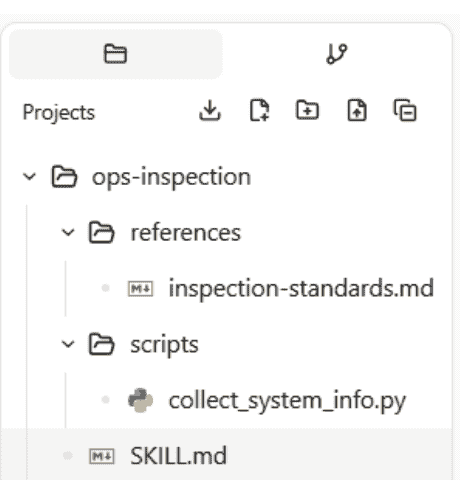 Projects
ops-inspection
references
M↓ inspection-standards.md
scripts
collect_system_info.py
M↓ SKILL.md